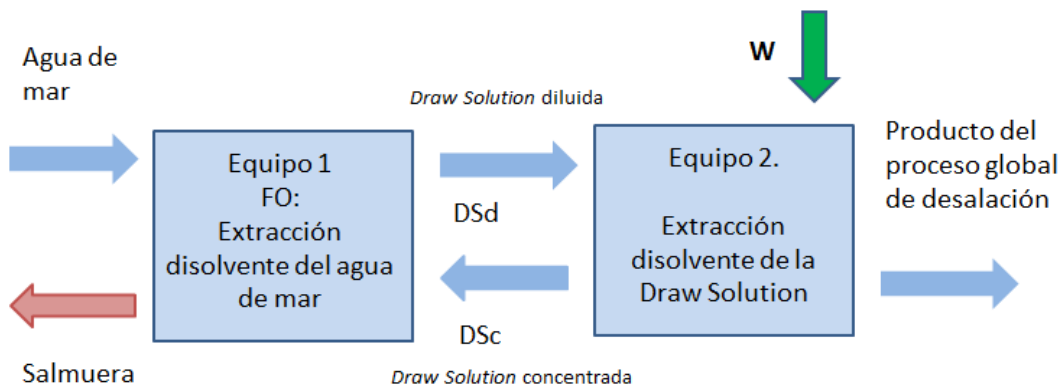 Agua de
mar
Draw Solution diluida
W
Equipo 1
FO:
Extracción
disolvente del agua
de mar
DSd
DSc
Equipo 2.
Extracción
disolvente de la
Draw Solution
Producto del
proceso global
de desalación
Salmuera
Draw Solution concentrada